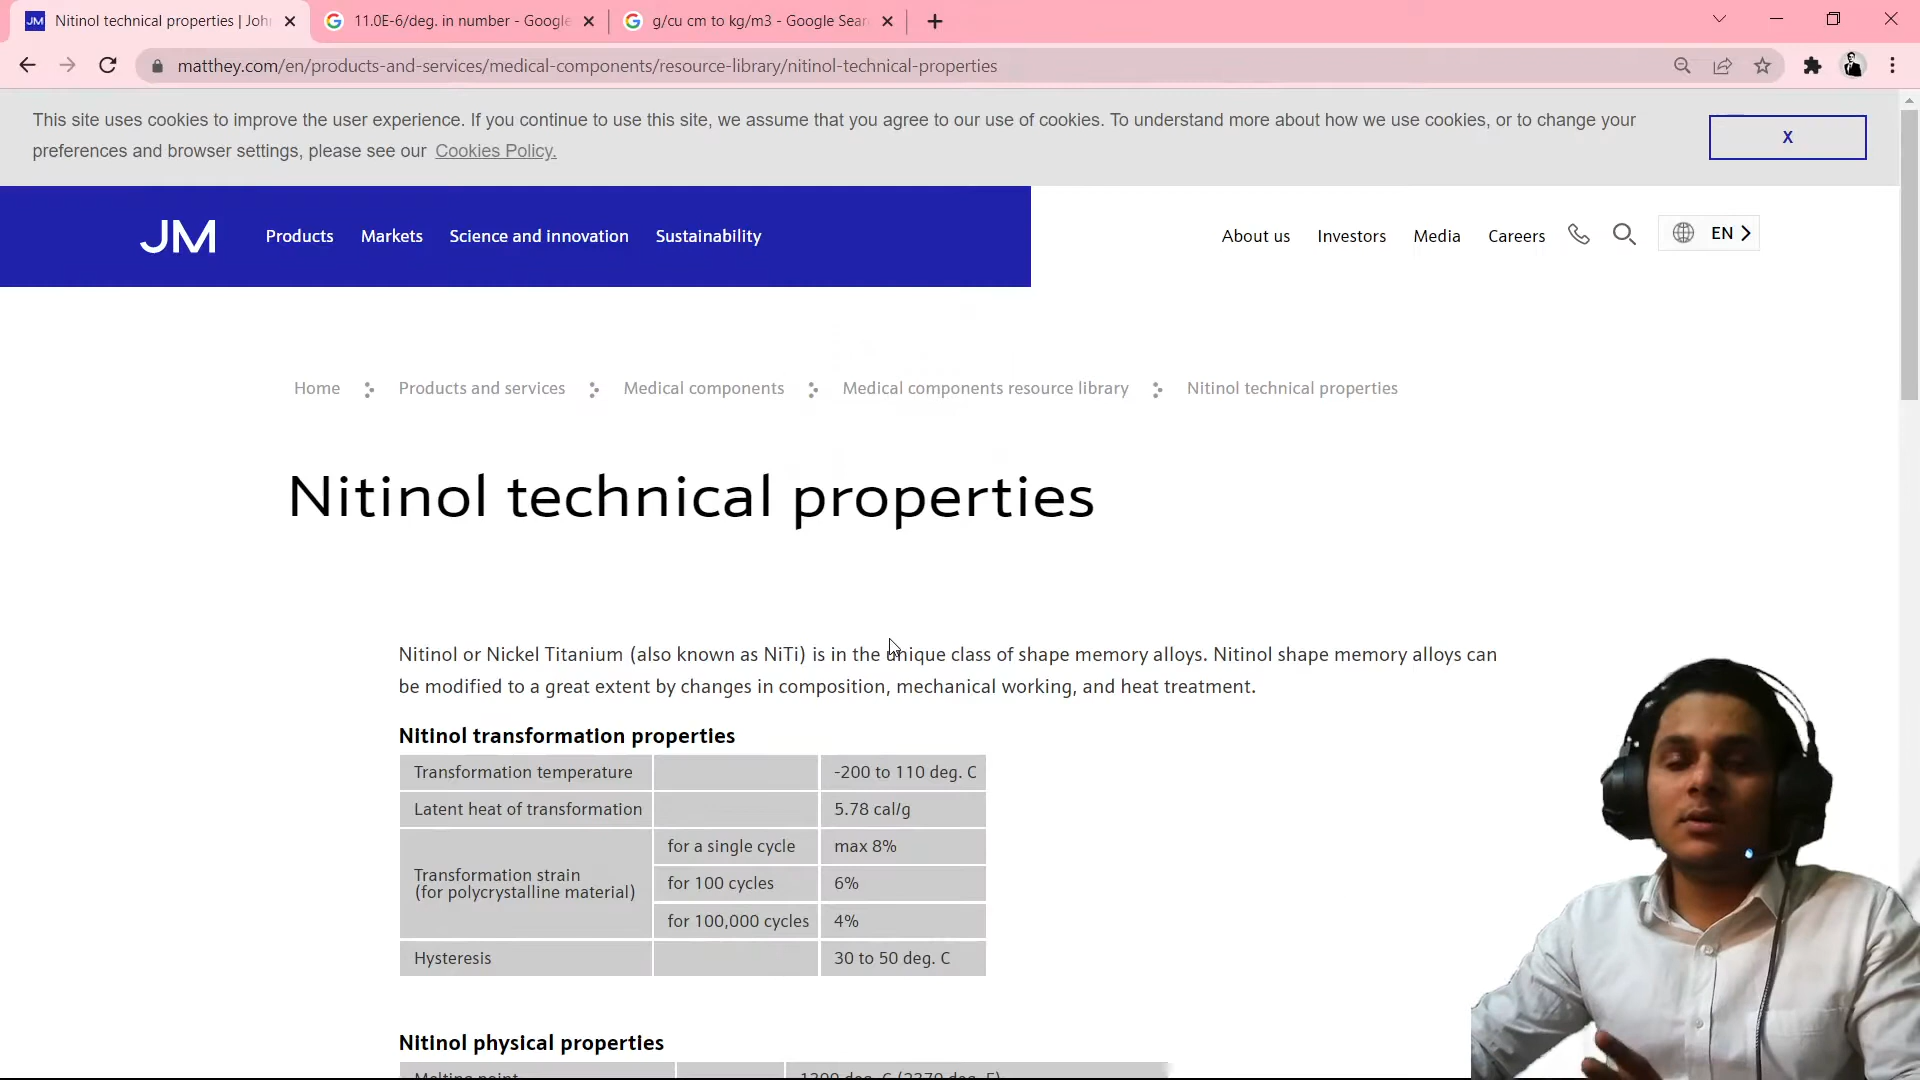 Nitinol technical properties | Joh
11.0E-6/deg. in number - Google
g/cu cm to kg/m3 - Google Sear
matthey.com/en/products-and-services/medical-components/resource-library/nitinol-technical-properties
This site uses cookies to improve the user experience. If you continue to use this site, we assume that you agree to our use of cookies. To understand more about how we use cookies, or to change your
preferences and browser settings, please see our Cookies Policy.
X
JM Products Markets Science and innovation Sustainability
About us Investors Media Careers EN
Home Products and services Medical components Medical components resource library Nitinol technical properties
Nitinol technical properties
Nitinol or Nickel Titanium (also known as NiTi) is in the unique class of shape memory alloys. Nitinol shape memory alloys can
be modified to a great extent by changes in composition, mechanical working, and heat treatment.
Nitinol transformation properties
Transformation temperature -200 to 110 deg. C
Latent heat of transformation 5.78 cal/g
Transformation strain
(for polycrystalline material)
for a single cycle max 8%
for 100 cycles 6%
for 100,000 cycles 4%
Hysteresis 30 to 50 deg. C
Nitinol physical properties
Melting point 1300 deg. C (2370 deg. F)